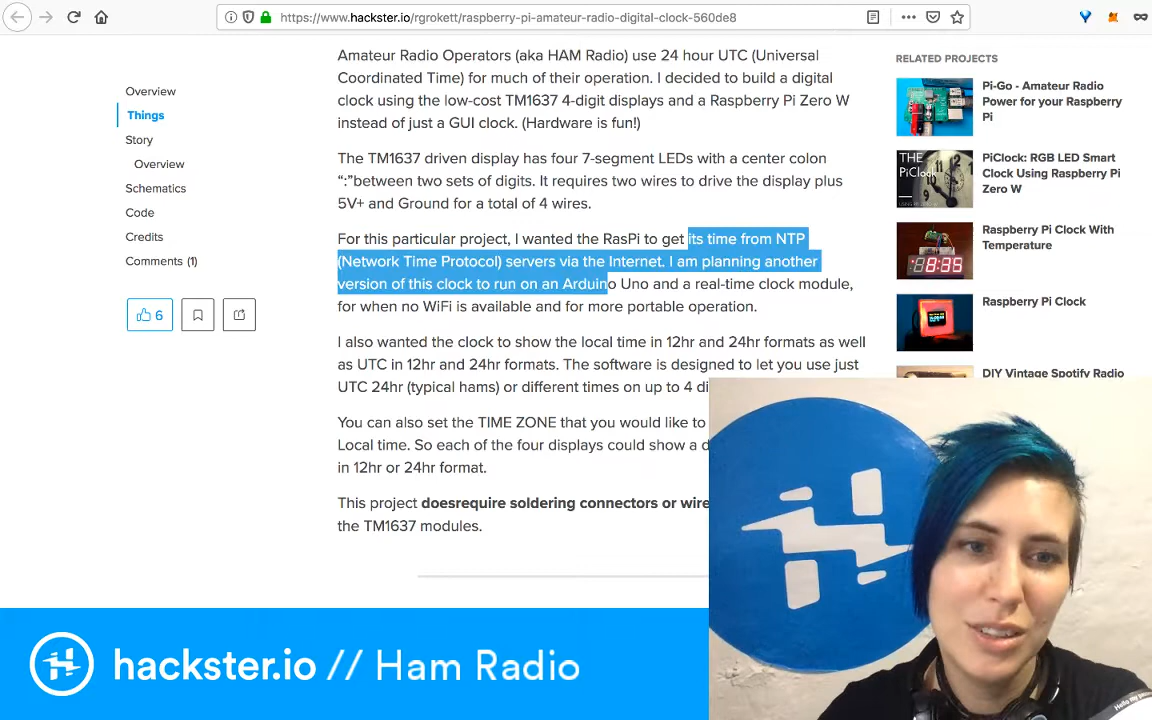 https://www.hackster.io/rgrokett/raspberry-pi-amateur-radio-digital-clock-560de8
Overview
Things
Story
Overview
Schematics
Code
Credits
Comments (1)
6
Amateur Radio Operators (aka HAM Radio) use 24 hour UTC (Universal
Coordinated Time) for much of their operation. I decided to build a digital
clock using the low-cost TM1637 4-digit displays and a Raspberry Pi Zero W
instead of just a GUI clock. (Hardware is fun!)
The TM1637 driven display has four 7-segment LEDs with a center colon
“:”between two sets of digits. It requires two wires to drive the display plus
5V+ and Ground for a total of 4 wires.
For this particular project, I wanted the RasPi to get its time from NTP
(Network Time Protocol) servers via the Internet. I am planning another
version of this clock to run on an Arduino Uno and a real-time clock module,
for when no WiFi is available and for more portable operation.
I also wanted the clock to show the local time in 12hr and 24hr formats as well
as UTC in 12hr and 24hr formats. The software is designed to let you use just
UTC 24hr (typical hams) or different times on up to 4 di
You can also set the TIME ZONE that you would like to
Local time. So each of the four displays could show a d
in 12hr or 24hr format.
This project doesrequire soldering connectors or wire
the TM1637 modules.
RELATED PROJECTS
Pi-Go - Amateur Radio
Power for your Raspberry
Pi
THE
PiClock
PiClock: RGB LED Smart
Clock Using Raspberry Pi
Zero W
Raspberry Pi Clock With
Temperature
8:35
Raspberry Pi Clock
DIY Vintage Spotify Radio
hackster.io // Ham Radio